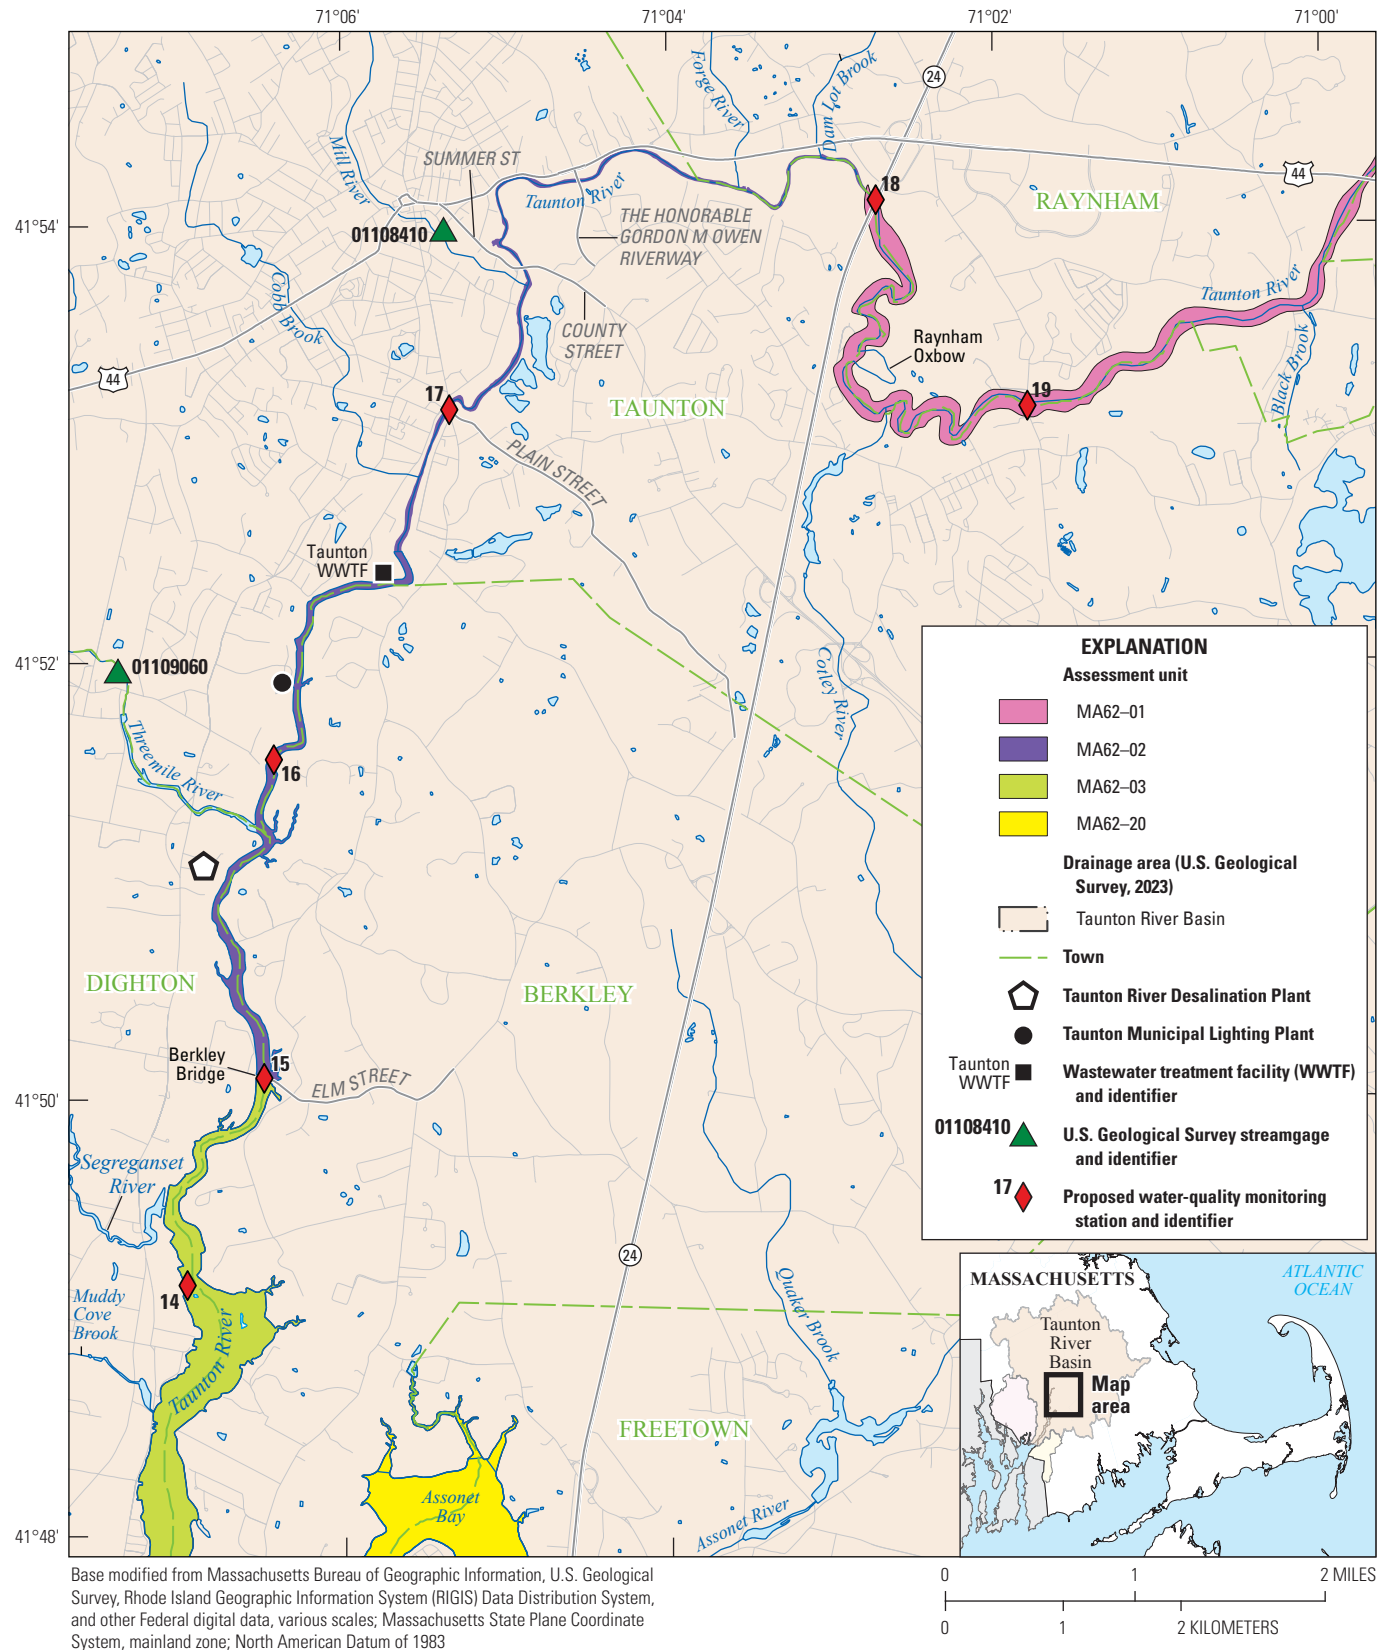 71°06'
71°04'
71°02'
71°00'
24
Forge River
Dam Lot Brook
Mill River
SUMMER ST
44
18
RAYNHAM
Taunton River
THE HONORABLE
GORDON M OWEN
RIVERWAY
41°54'
01108410
Cobb Brook
Taunton River
COUNTY
STREET
Raynham
Oxbow
Black Brook
44
17
TAUNTON
19
PLAIN STREET
Taunton
WWTF
41°52'
01109060
Cotley River
Threemile River
16
DIGHTON
BERKLEY
Berkley
Bridge
15
ELM STREET
41°50'
Segreganset
River
24
14
Muddy
Cove
Brook
Taunton River
Quaker Brook
FREETOWN
Assonet
Bay
Assonet River
41°48'
EXPLANATION
Assessment unit
MA62–01
MA62–02
MA62–03
MA62–20
Drainage area (U.S. Geological
Survey, 2023)
Taunton River Basin
Town
Taunton River Desalination Plant
Taunton Municipal Lighting Plant
Taunton
WWTF
Wastewater treatment facility (WWTF)
and identifier
01108410
U.S. Geological Survey streamgage
and identifier
17
Proposed water-quality monitoring
station and identifier
MASSACHUSETTS
ATLANTIC
OCEAN
Taunton
River
Basin
Map
area
Base modified from Massachusetts Bureau of Geographic Information, U.S. Geological
Survey, Rhode Island Geographic Information System (RIGIS) Data Distribution System,
and other Federal digital data, various scales; Massachusetts State Plane Coordinate
System, mainland zone; North American Datum of 1983
0 1 2 MILES
0 1 2 KILOMETERS